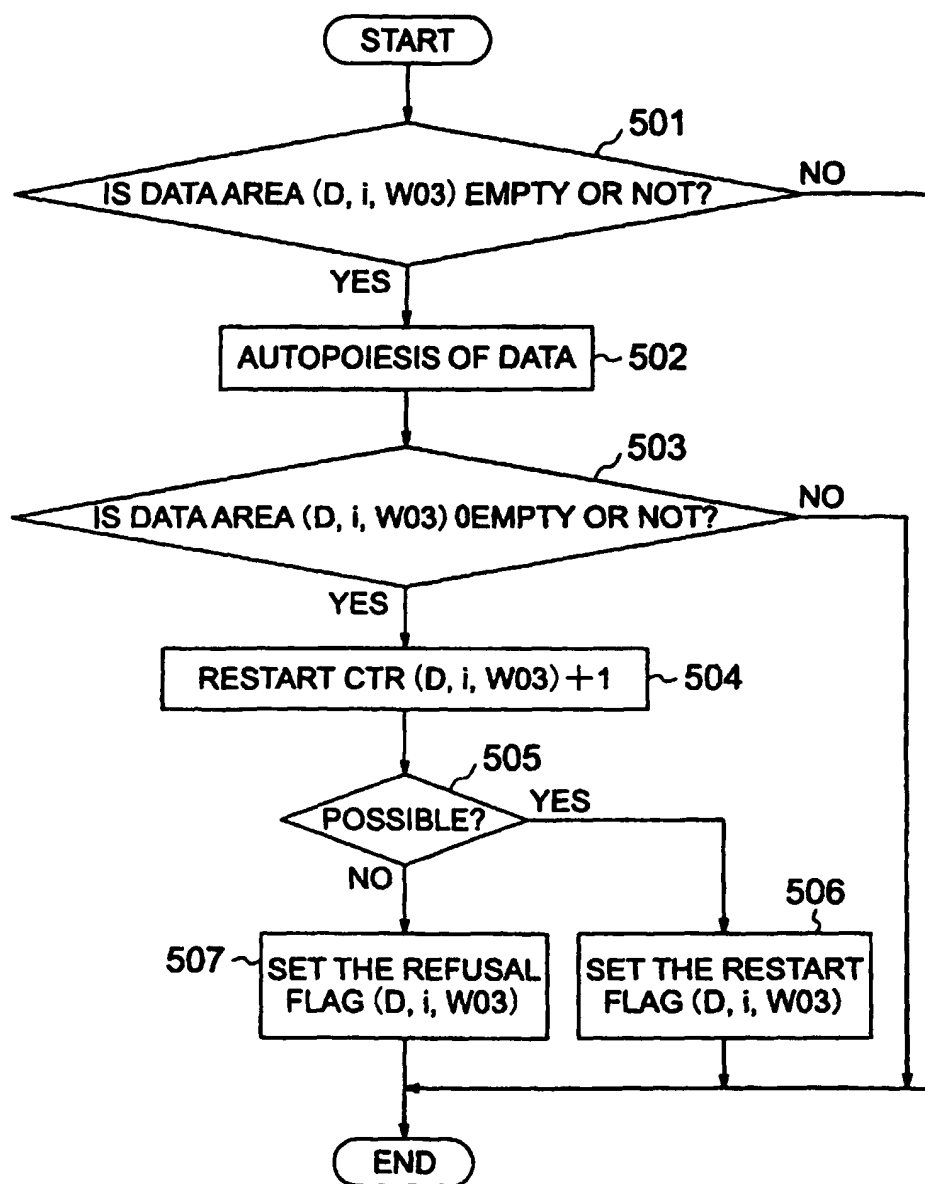 START
501
IS DATA AREA (D, i, W03) EMPTY OR NOT?
NO
YES
AUTOPOIESIS OF DATA
502
503
IS DATA AREA (D, i, W03) 0EMPTY OR NOT?
NO
YES
RESTART CTR (D, i, W03) +1
504
505
POSSIBLE?
YES
NO
506
507
SET THE REFUSAL
FLAG (D, i, W03)
SET THE RESTART
FLAG (D, i, W03)
END